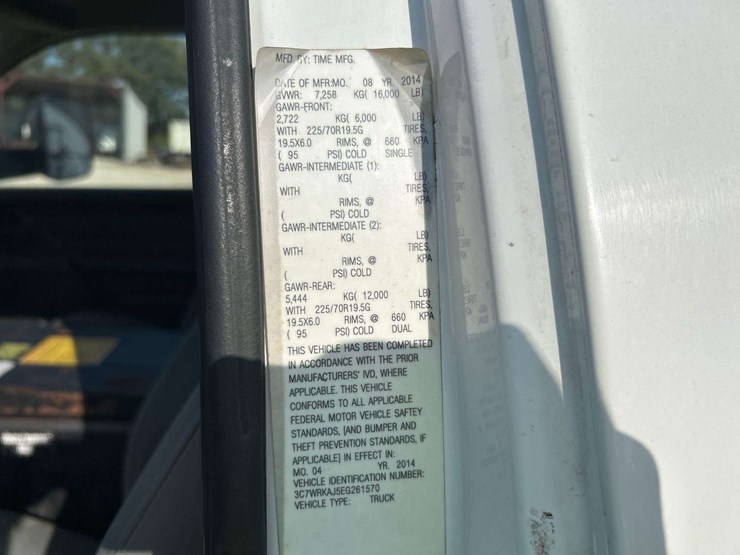 MFD. BY: TIME MFG.
DATE OF MFR:MO. 08 YR. 2014
GVWR: 7,258 KG( 16,000 LB)
GAWR-FRONT:
2,722 KG( 6,000 LB)
WITH 225/70R19.5G TIRES,
19.5X6.0 RIMS, @ 660 KPA
( 95 PSI) COLD SINGLE
GAWR-INTERMEDIATE (1):
KG( LB)
WITH TIRES,
RIMS, @ KPA
( PSI) COLD
GAWR-INTERMEDIATE (2):
KG( LB)
WITH TIRES,
RIMS, @ KPA
( PSI) COLD
GAWR-REAR:
5,444 KG( 12,000 LB)
WITH 225/70R19.5G TIRES,
19.5X6.0 RIMS, @ 660 KPA
( 95 PSI) COLD DUAL
THIS VEHICLE HAS BEEN COMPLETED
IN ACCORDANCE WITH THE PRIOR
MANUFACTURERS' IVD, WHERE
APPLICABLE. THIS VEHICLE
CONFORMS TO ALL APPLICABLE
FEDERAL MOTOR VEHICLE SAFTEY
STANDARDS, [AND BUMPER AND
THEFT PREVENTION STANDARDS, IF
APPLICABLE] IN EFFECT IN:
MO. 04 YR. 2014
VEHICLE IDENTIFICATION NUMBER:
3C7WRKAJ5EG261570
VEHICLE TYPE: TRUCK